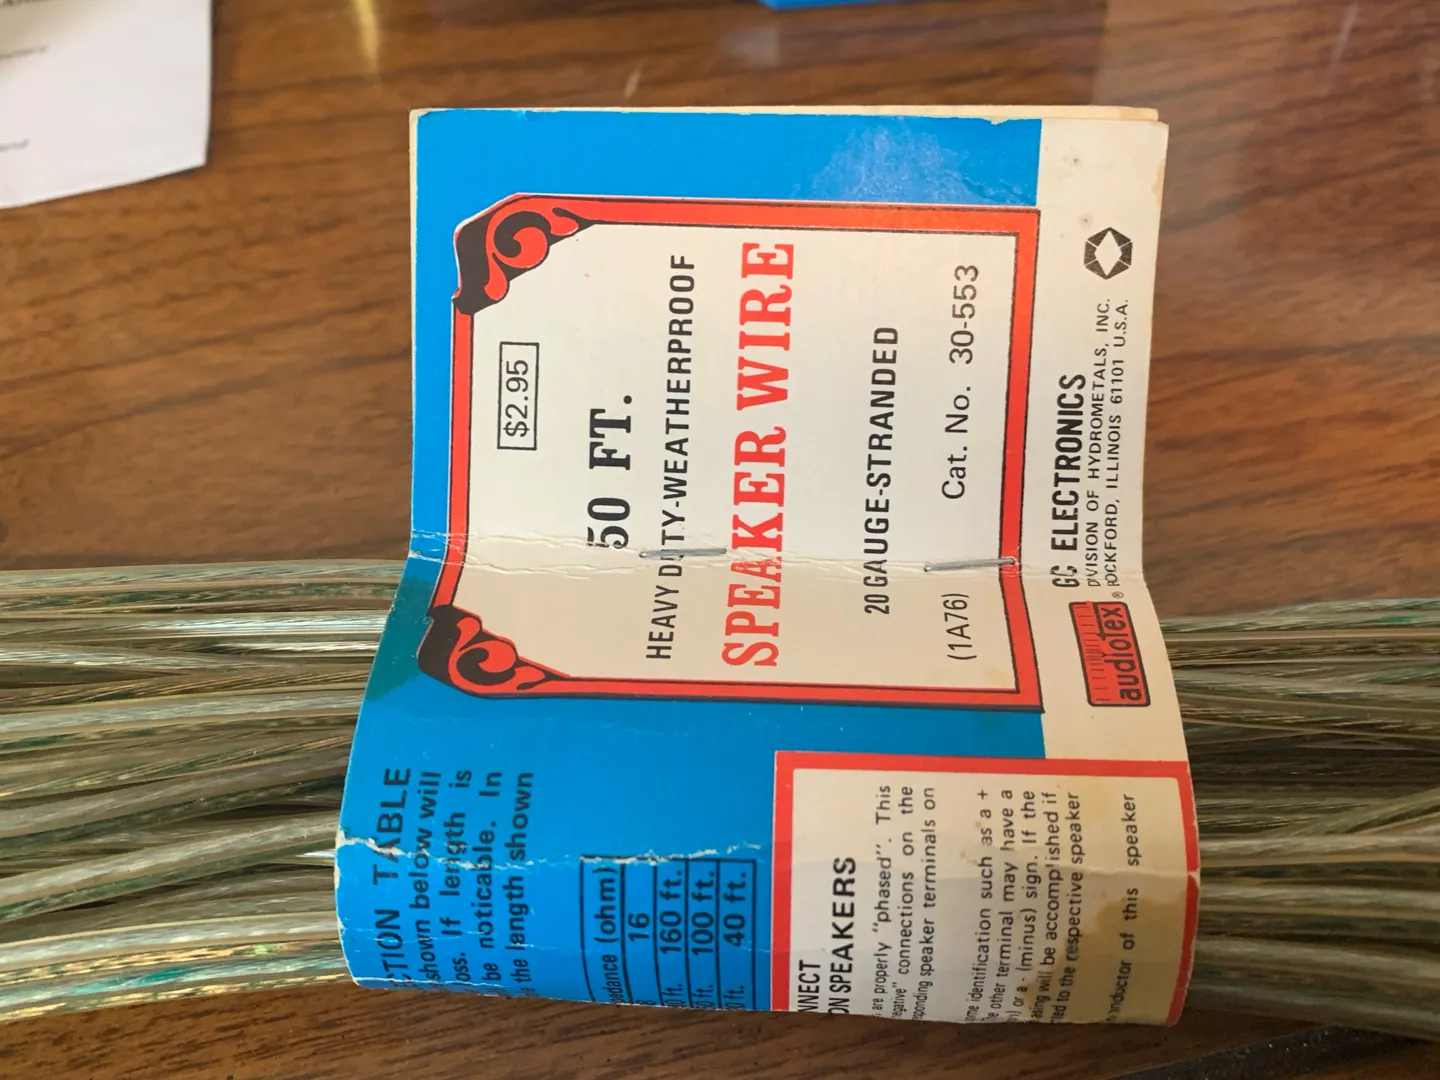 $2.95
50 FT.
HEAVY DUTY-WEATHERPROOF
SPEAKER WIRE
20 GAUGE-STRANDED
(1A76) Cat. No. 30-553
audiotex ®
GC ELECTRONICS
DIVISION OF HYDROMETALS, INC.
ROCKFORD, ILLINOIS 61101 U.S.A.
TABLE
shown below will
If length is
be noticable. In
the length shown
(ohm)
16
160 ft.
100 ft.
40 ft.
SPEAKERS
are properly "phased". This
connections on the
speaker terminals on
identification such as a +
other terminal may have a
or a - (minus) sign. If the
will be accomplished if
to the respective speaker
of this speaker